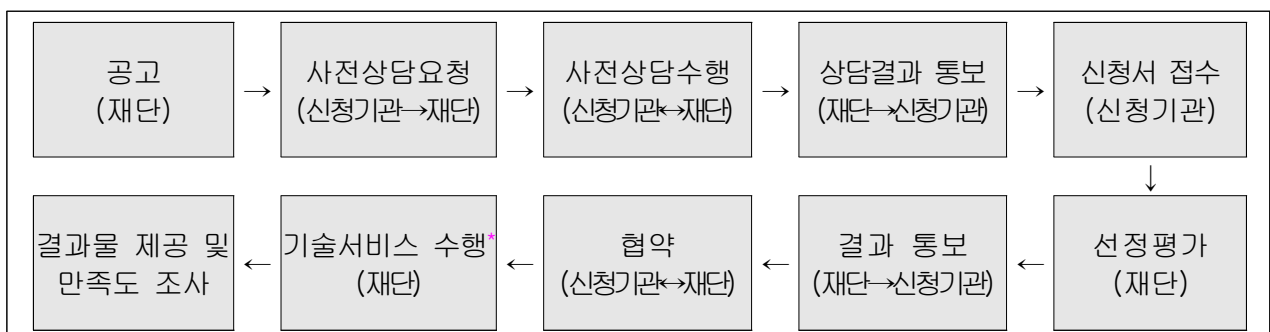 공고
(재단)
→
사전상담요청
(신청기관→재단)
→
사전상담수행
(신청기관↔재단)
→
상담결과 통보
(재단→신청기관)
→
신청서 접수
(신청기관)
↓
선정평가
(재단)
←
결과 통보
(재단→신청기관)
←
협약
(신청기관↔재단)
←
기술서비스 수행*
(재단)
←
결과물 제공 및
만족도 조사